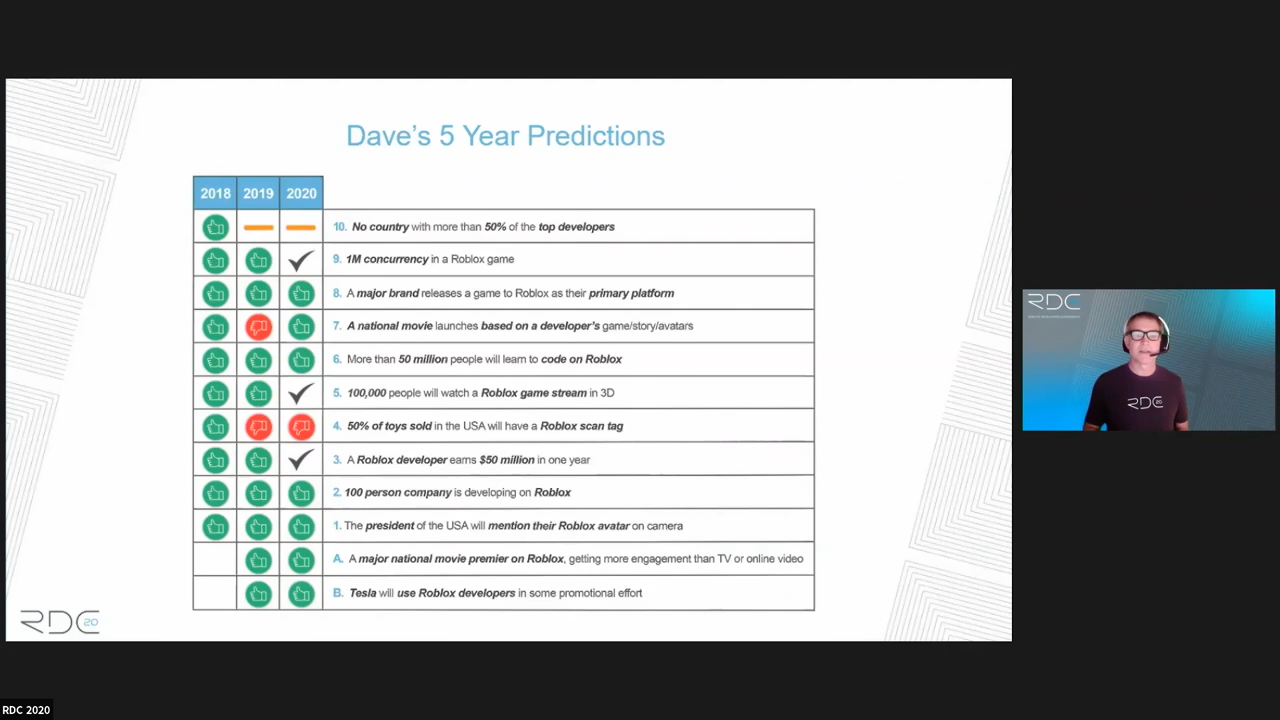 Dave's 5 Year Predictions
2018 2019 2020
10. No country with more than 50% of the top developers
9. 1M concurrency in a Roblox game
8. A major brand releases a game to Roblox as their primary platform
7. A national movie launches based on a developer's game/story/avatars
6. More than 50 million people will learn to code on Roblox
5. 100,000 people will watch a Roblox game stream in 3D
4. 50% of toys sold in the USA will have a Roblox scan tag
3. A Roblox developer earns $50 million in one year
2. 100 person company is developing on Roblox
1. The president of the USA will mention their Roblox avatar on camera
A. A major national movie premier on Roblox, getting more engagement than TV or online video
B. Tesla will use Roblox developers in some promotional effort
RDC 20
RDC
RDC 20
RDC 2020